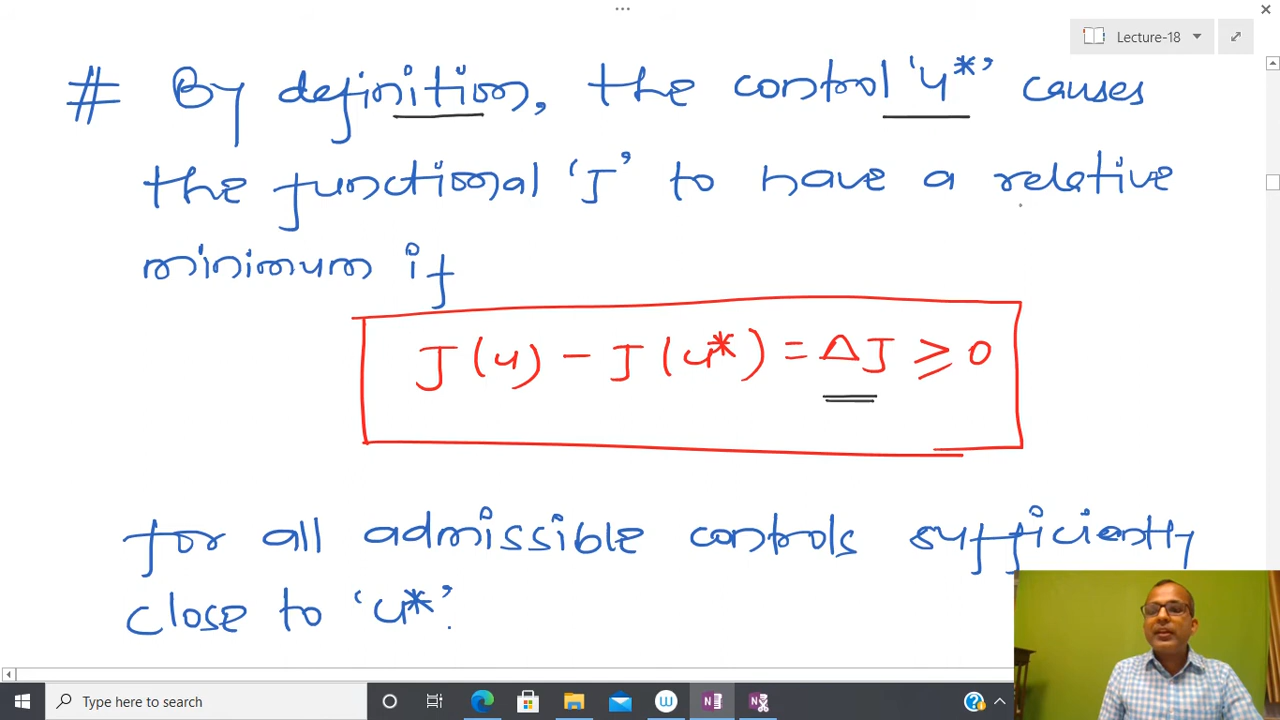 Lecture-18
# By definition, the control 'u*' causes
the functional 'J' to have a relative
minimum if
J(u) - J(u*) = ΔJ ≥ 0
for all admissible controls sufficiently
close to 'u*'.
Type here to search